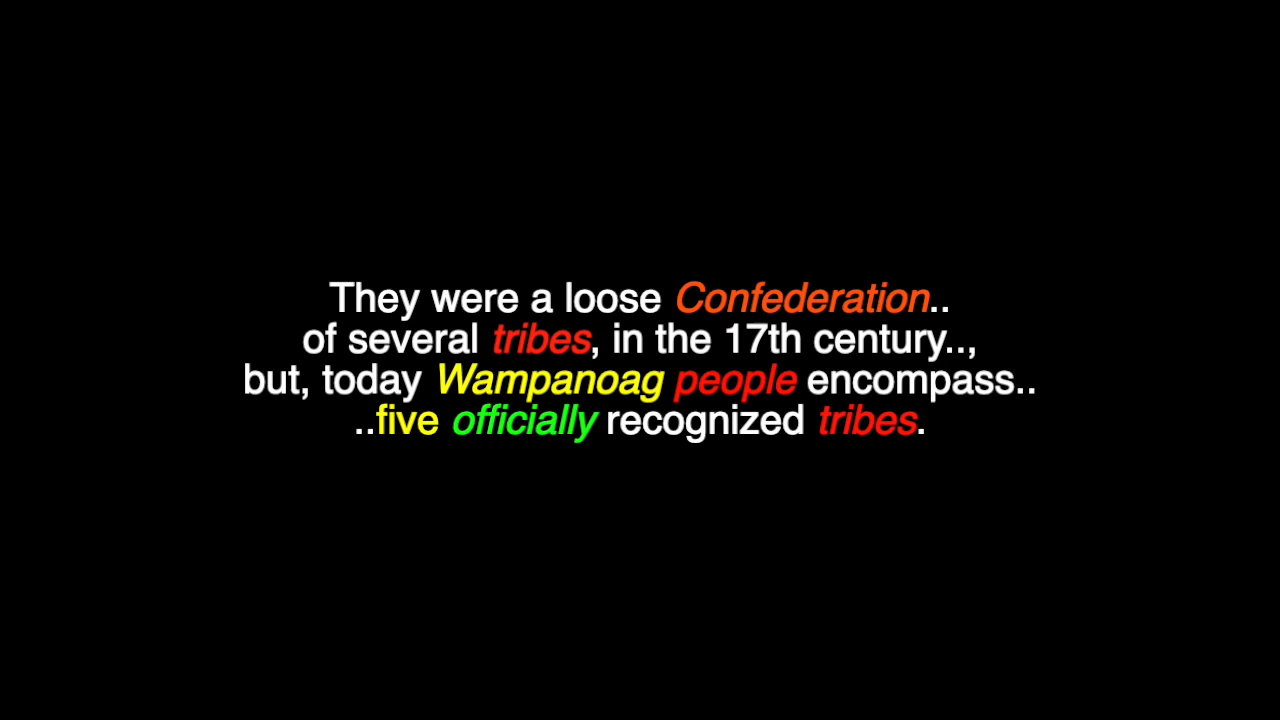 They were a loose Confederation..
of several tribes, in the 17th century..,
but, today Wampanoag people encompass..
..five officially recognized tribes.